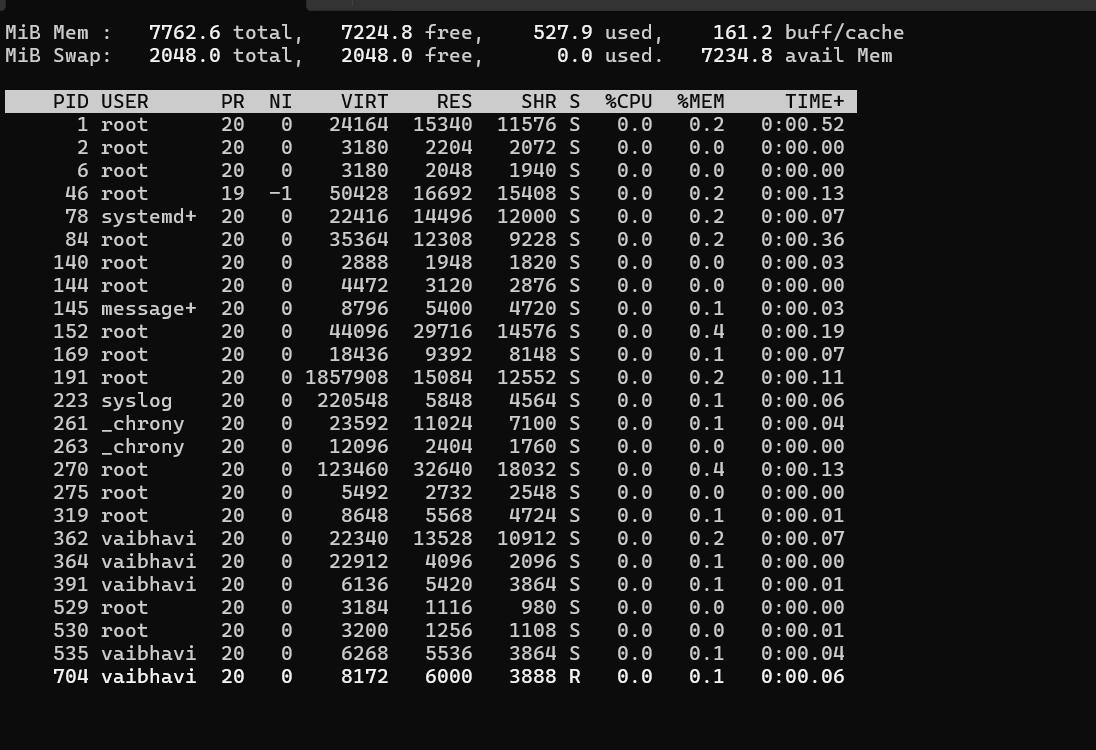 MiB Mem :   7762.6 total,   7224.8 free,    527.9 used,    161.2 buff/cache
MiB Swap:   2048.0 total,   2048.0 free,      0.0 used.   7234.8 avail Mem
    PID USER      PR  NI    VIRT    RES    SHR S  %CPU  %MEM     TIME+
      1 root      20   0   24164  15340  11576 S   0.0   0.2   0:00.52
      2 root      20   0    3180   2204   2072 S   0.0   0.0   0:00.00
      6 root      20   0    3180   2048   1940 S   0.0   0.0   0:00.00
     46 root      19  -1   50428  16692  15408 S   0.0   0.2   0:00.13
     78 systemd+  20   0   22416  14496  12000 S   0.0   0.2   0:00.07
     84 root      20   0   35364  12308   9228 S   0.0   0.2   0:00.36
    140 root      20   0    2888   1948   1820 S   0.0   0.0   0:00.03
    144 root      20   0    4472   3120   2876 S   0.0   0.0   0:00.00
    145 message+  20   0    8796   5400   4720 S   0.0   0.1   0:00.03
    152 root      20   0   44096  29716  14576 S   0.0   0.4   0:00.19
    169 root      20   0   18436   9392   8148 S   0.0   0.1   0:00.07
    191 root      20   0 1857908  15084  12552 S   0.0   0.2   0:00.11
    223 syslog    20   0  220548   5848   4564 S   0.0   0.1   0:00.06
    261 _chrony   20   0   23592  11024   7100 S   0.0   0.1   0:00.04
    263 _chrony   20   0   12096   2404   1760 S   0.0   0.0   0:00.00
    270 root      20   0  123460  32640  18032 S   0.0   0.4   0:00.13
    275 root      20   0    5492   2732   2548 S   0.0   0.0   0:00.00
    319 root      20   0    8648   5568   4724 S   0.0   0.1   0:00.01
    362 vaibhavi  20   0   22340  13528  10912 S   0.0   0.2   0:00.07
    364 vaibhavi  20   0   22912   4096   2096 S   0.0   0.1   0:00.00
    391 vaibhavi  20   0    6136   5420   3864 S   0.0   0.1   0:00.01
    529 root      20   0    3184   1116    980 S   0.0   0.0   0:00.00
    530 root      20   0    3200   1256   1108 S   0.0   0.0   0:00.01
    535 vaibhavi  20   0    6268   5536   3864 S   0.0   0.1   0:00.04
    704 vaibhavi  20   0    8172   6000   3888 R   0.0   0.1   0:00.06